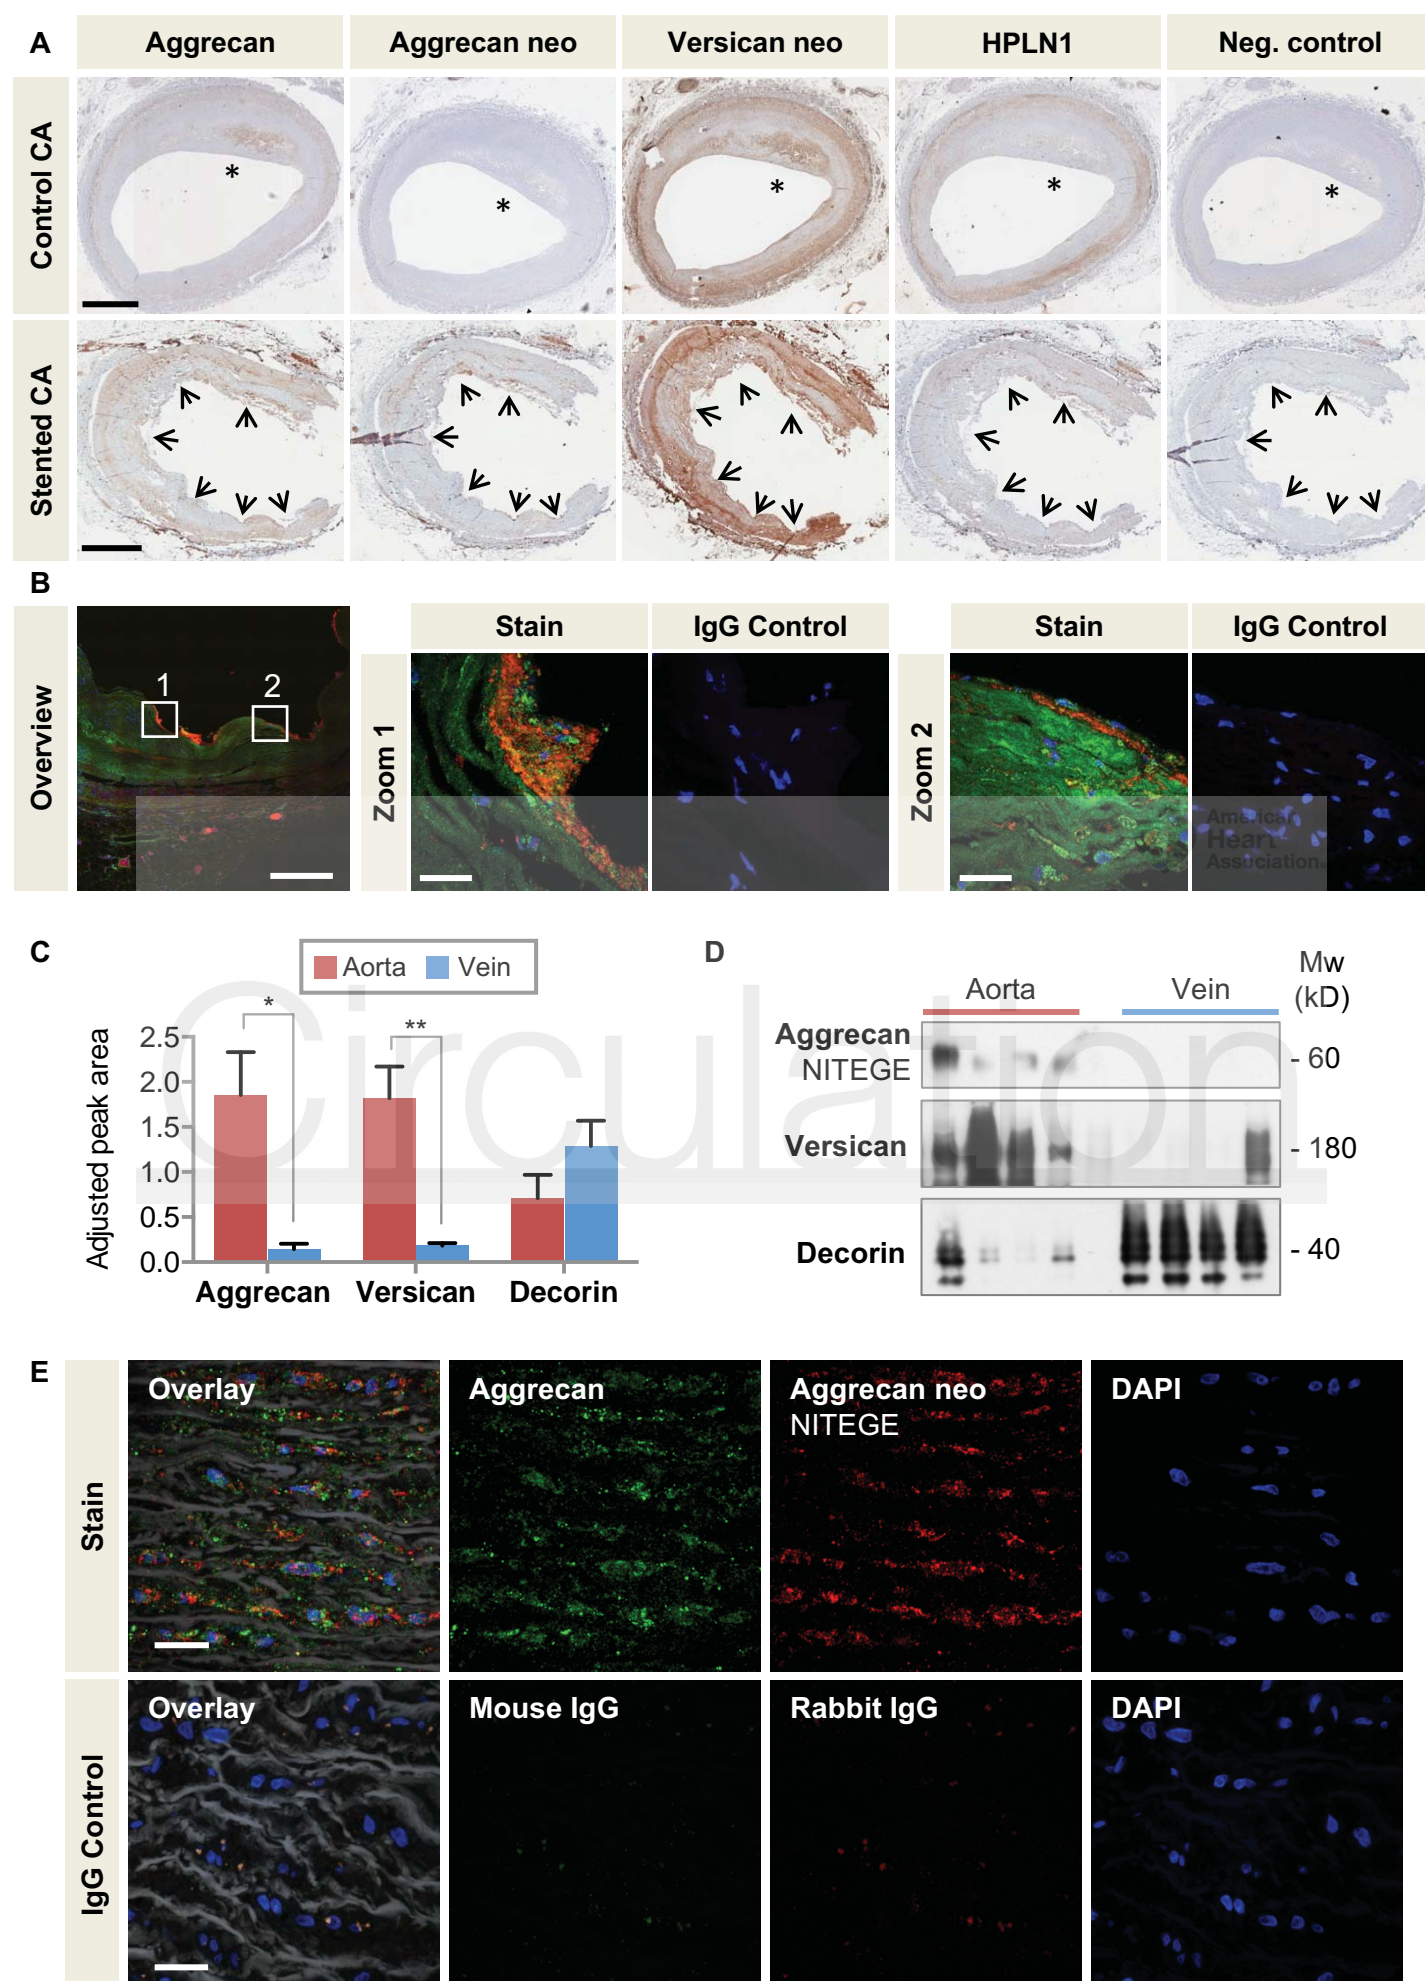 A
Aggrecan
Aggrecan neo
Versican neo
HPLN1
Neg. control
Control CA
*
*
*
*
*
Stented CA
B
Stain
IgG Control
Stain
IgG Control
Overview
1
2
Zoom 1
Zoom 2
American
Heart
Association
C
Aorta
Vein
Adjusted peak area
2.5
2.0
1.5
1.0
0.5
0.0
*
**
Aggrecan
Versican
Decorin
Circulation
D
Aorta
Vein
Mw
(kD)
Aggrecan
NITEGE
- 60
Versican
- 180
Decorin
- 40
E
Stain
Overlay
Aggrecan
Aggrecan neo
NITEGE
DAPI
IgG Control
Overlay
Mouse IgG
Rabbit IgG
DAPI